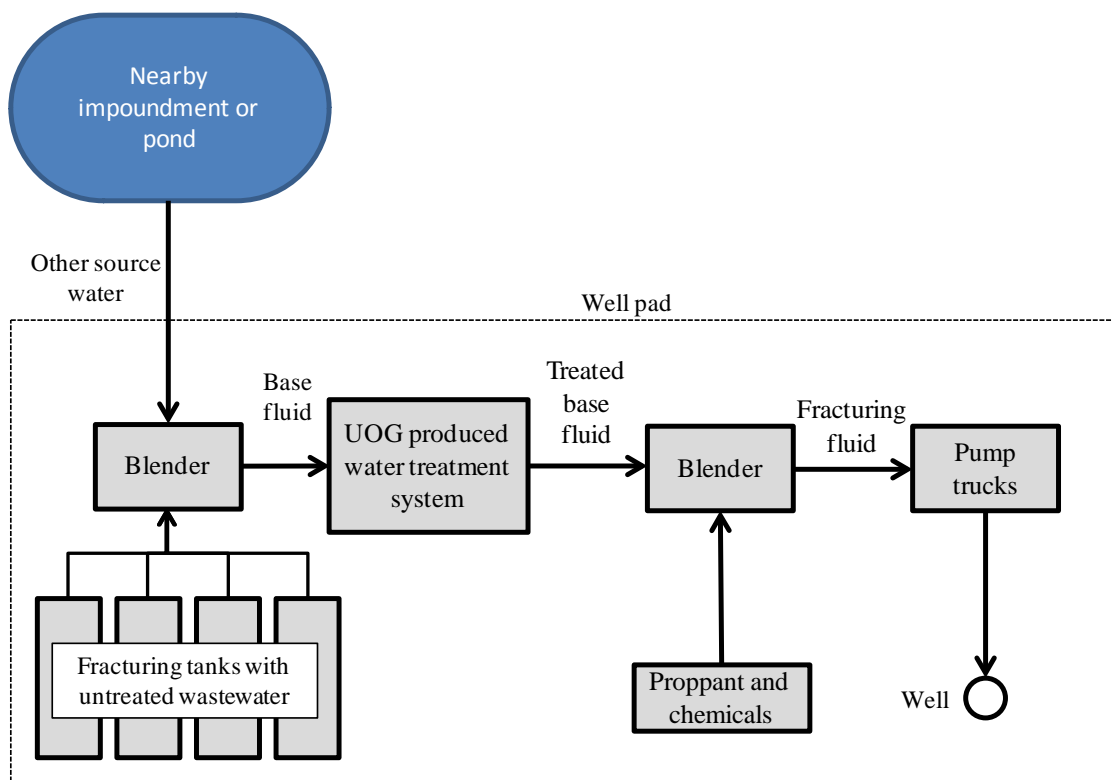 Nearby
impoundment or
pond
Other source
water
Well pad
Base
fluid
Treated
base
fluid
Fracturing
fluid
Blender
UOG produced
water treatment
system
Blender
Pump
trucks
Fracturing tanks with
untreated wastewater
Proppant and
chemicals
Well